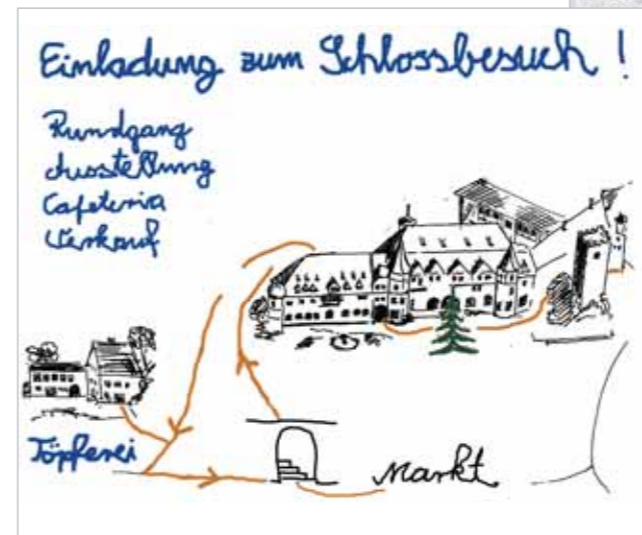 Einladung zum Schlossbesuch !
Rundgang
Ausstellung
Cafeteria
Verkauf
Töpferei
Markt